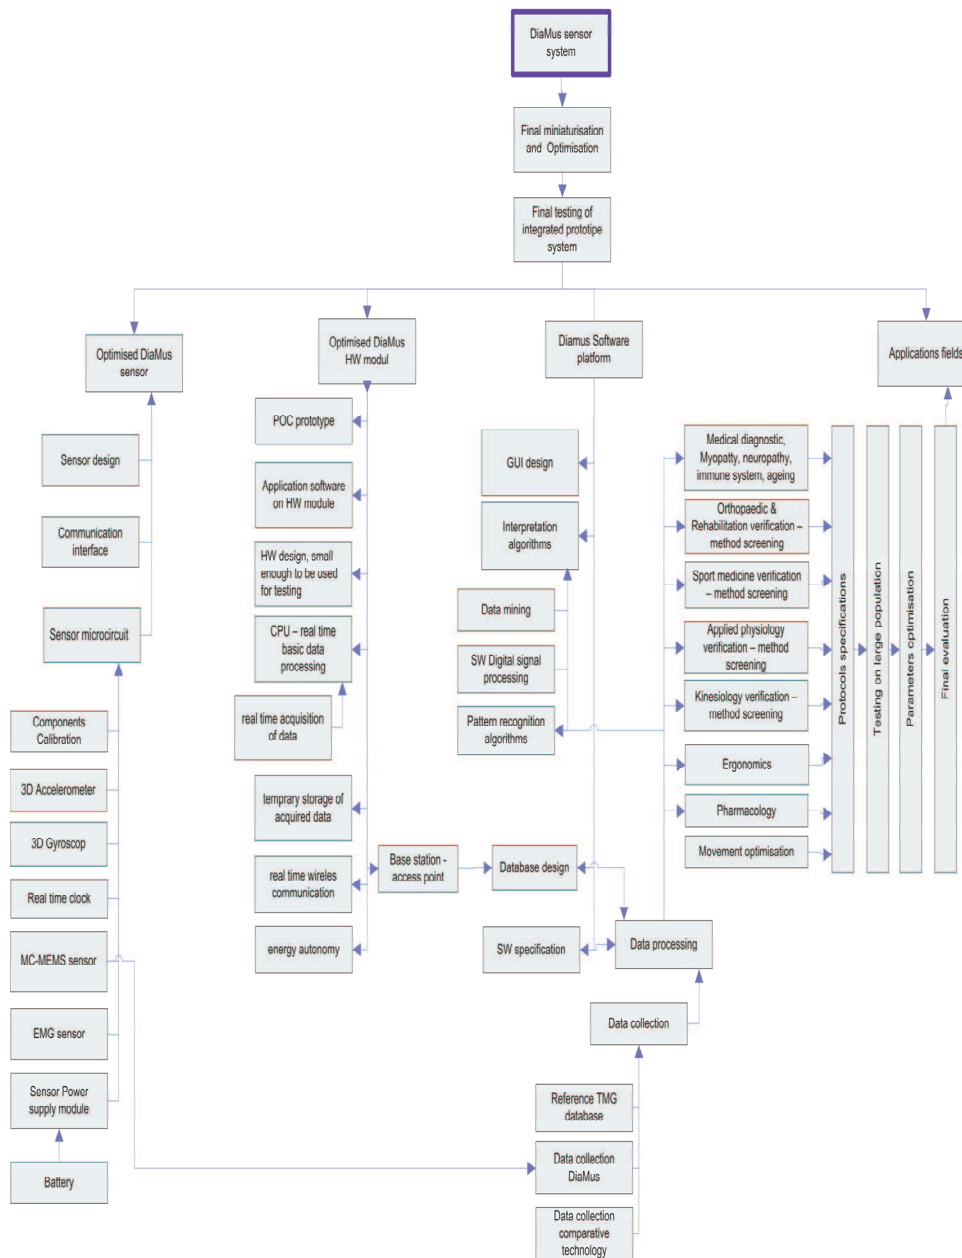 DiaMus sensor
system
Final miniaturisation
and Optimisation
Final testing of
integrated prototipe
system
Optimised DiaMus
sensor
Sensor design
Communication
interface
Sensor microcircuit
Components
Calibration
3D Accelerometer
3D Gyroscop
Real time clock
MC-MEMS sensor
EMG sensor
Sensor Power
supply module
Battery
Optimised DiaMus
HW modul
POC prototype
Application software
on HW module
HW design, small
enough to be used
for testing
CPU – real time
basic data
processing
real time acquisition
of data
temprary storage of
acquired data
real time wireles
communication
energy autonomy
Base station -
access point
Diamus Software
platform
GUI design
Interpretation
algorithms
Data mining
SW Digital signal
processing
Pattern recognition
algorithms
Database design
SW specification
Data processing
Data collection
Reference TMG
database
Data collection
DiaMus
Data collection
comparative
technology
Applications fields
Medical diagnostic,
Myopatty, neuropathy,
immune system, ageing
Orthopaedic &
Rehabilitation verification –
method screening
Sport medicine verification
– method screening
Applied physiology
verification – method
screening
Kinesiology verification –
method screening
Ergonomics
Pharmacology
Movement optimisation
Protocols specifications
Testing on large population
Parameters optimisation
Final evaluation